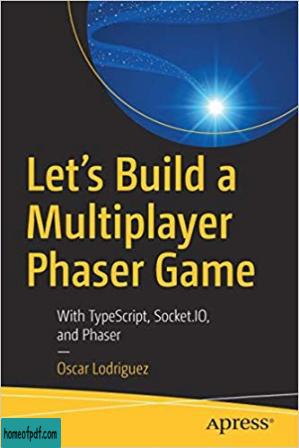 Let's Build a
Multiplayer
Phaser Game
With TypeScript, Socket.IO,
and Phaser
—
Oscar Lodriguez
homeofpdf.com
Apress®